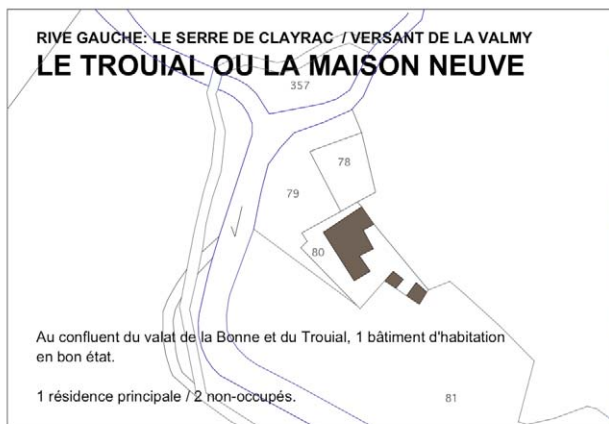 RIVE GAUCHE: LE SERRE DE CLAYRAC / VERSANT DE LA VALMY
LE TROUIAL OU LA MAISON NEUVE
357
78
79
80
Au confluent du valat de la Bonne et du Trouial, 1 bâtiment d'habitation
en bon état.
1 résidence principale / 2 non-occupés.
81